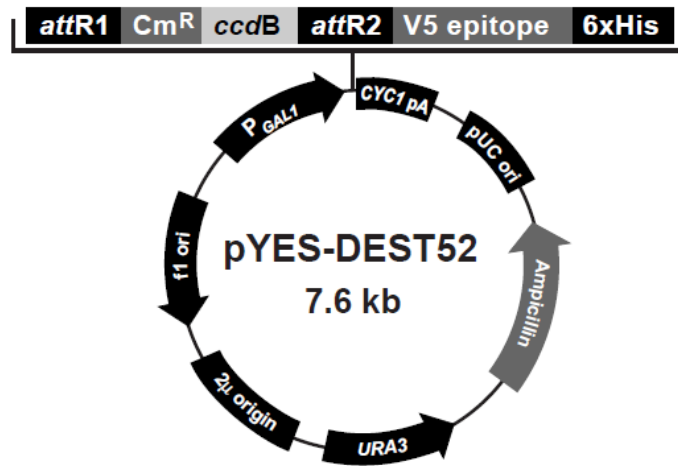 attR1 CmR ccdB attR2 V5 epitope 6xHis
PGAL1
CYC1 pA
pUC ori
Ampicillin
URA3
2μ origin
f1 ori
pYES-DEST52
7.6 kb